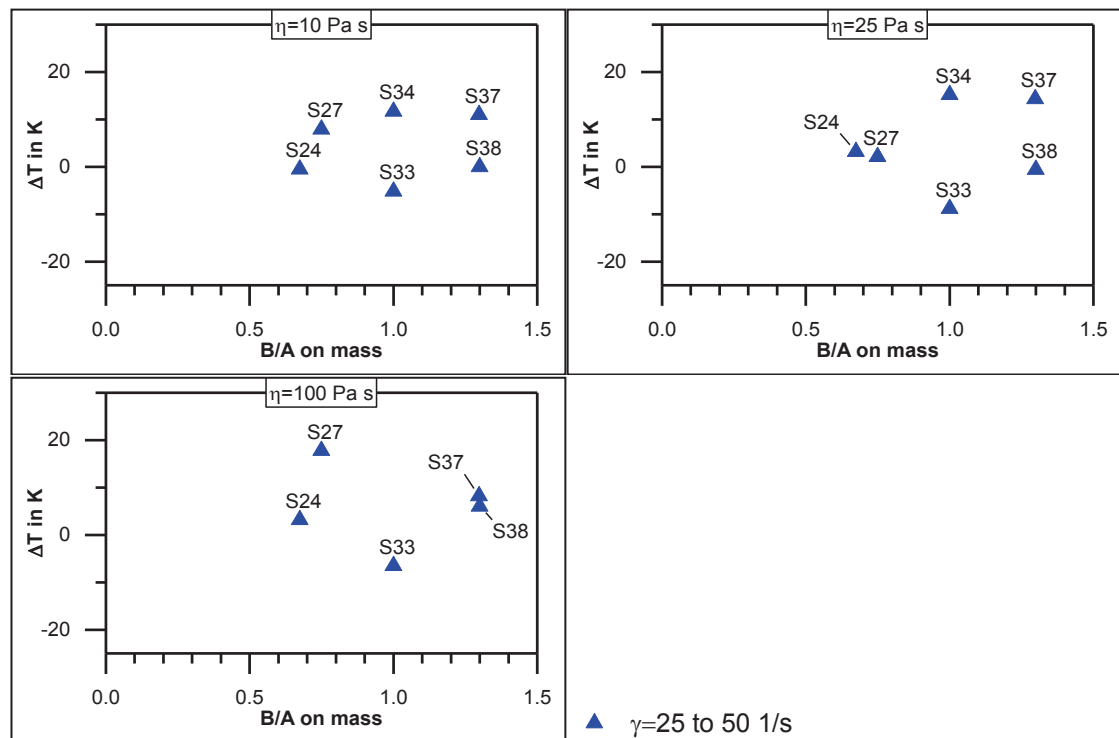 η=10 Pa s
20
0
-20
ΔT in K
S24
S27
S34
S33
S37
S38
0.0 0.5 1.0 1.5
B/A on mass
η=25 Pa s
20
0
-20
ΔT in K
S24
S27
S34
S33
S37
S38
0.0 0.5 1.0 1.5
B/A on mass
η=100 Pa s
20
0
-20
ΔT in K
S27
S24
S33
S37
S38
0.0 0.5 1.0 1.5
B/A on mass
γ=25 to 50 1/s